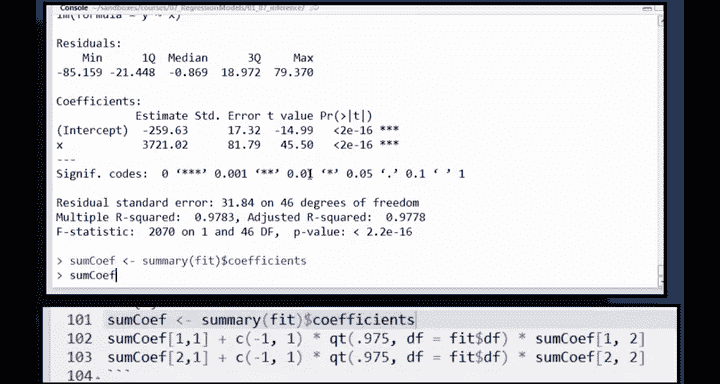 Console ~/sandboxes/courses/07_RegressionModels/01_07_inference/
lm(formula = y ~ x)
Residuals:
Min 1Q Median 3Q Max
-85.159 -21.448 -0.869 18.972 79.370
Coefficients:
Estimate Std. Error t value Pr(>|t|)
(Intercept) -259.63 17.32 -14.99 <2e-16 ***
x 3721.02 81.79 45.50 <2e-16 ***
---
Signif. codes: 0 ‘***’ 0.001 ‘**’ 0.01 ‘*’ 0.05 ‘.’ 0.1 ‘ ’ 1
Residual standard error: 31.84 on 46 degrees of freedom
Multiple R-squared: 0.9783, Adjusted R-squared: 0.9778
F-statistic: 2070 on 1 and 46 DF, p-value: < 2.2e-16
> sumCoef <- summary(fit)$coefficients
> sumCoef
101 sumCoef <- summary(fit)$coefficients
102 sumCoef[1,1] + c(-1, 1) * qt(.975, df = fit$df) * sumCoef[1, 2]
103 sumCoef[2,1] + c(-1, 1) * qt(.975, df = fit$df) * sumCoef[2, 2]
104 ```